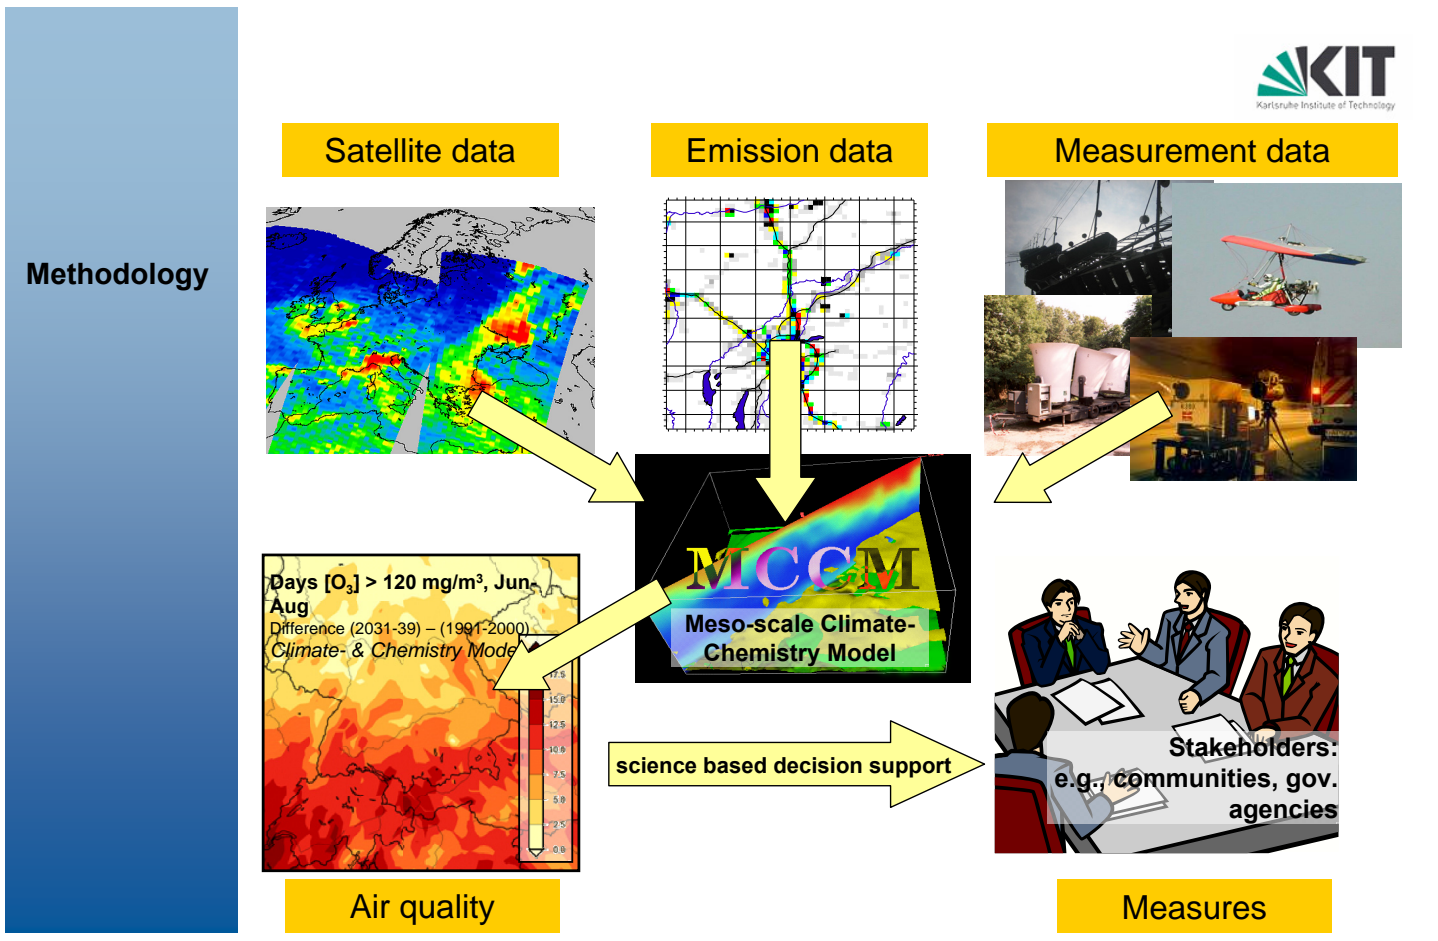 KIT
Karlsruhe Institute of Technology
Satellite data
Emission data
Measurement data
Methodology
MCCM
Meso-scale Climate-
Chemistry Model
Days [O₃] > 120 mg/m³, Jun-
Aug
Difference (2031-39) – (1991-2000)
Climate- & Chemistry Mode
17.5
15.0
12.5
10.0
7.5
5.0
2.5
0.0
science based decision support
Stakeholders:
e.g., communities, gov.
agencies
Air quality
Measures